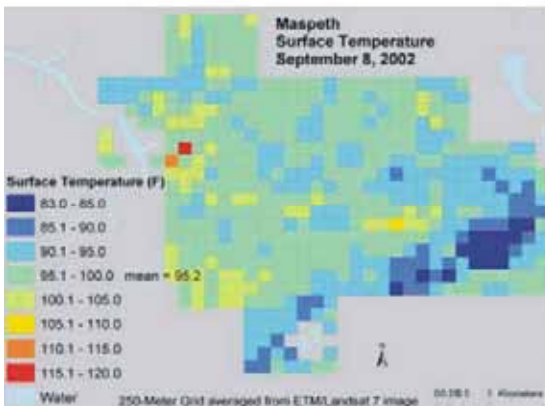 Maspeth
Surface Temperature
September 8, 2002
Surface Temperature (F)
83.0 - 85.0
85.1 - 90.0
90.1 - 95.0
95.1 - 100.0 mean = 95.2
100.1 - 105.0
105.1 - 110.0
110.1 - 115.0
115.1 - 120.0
Water
250-Meter Grid averaged from ETM/Landsat 7 image
Kilometers